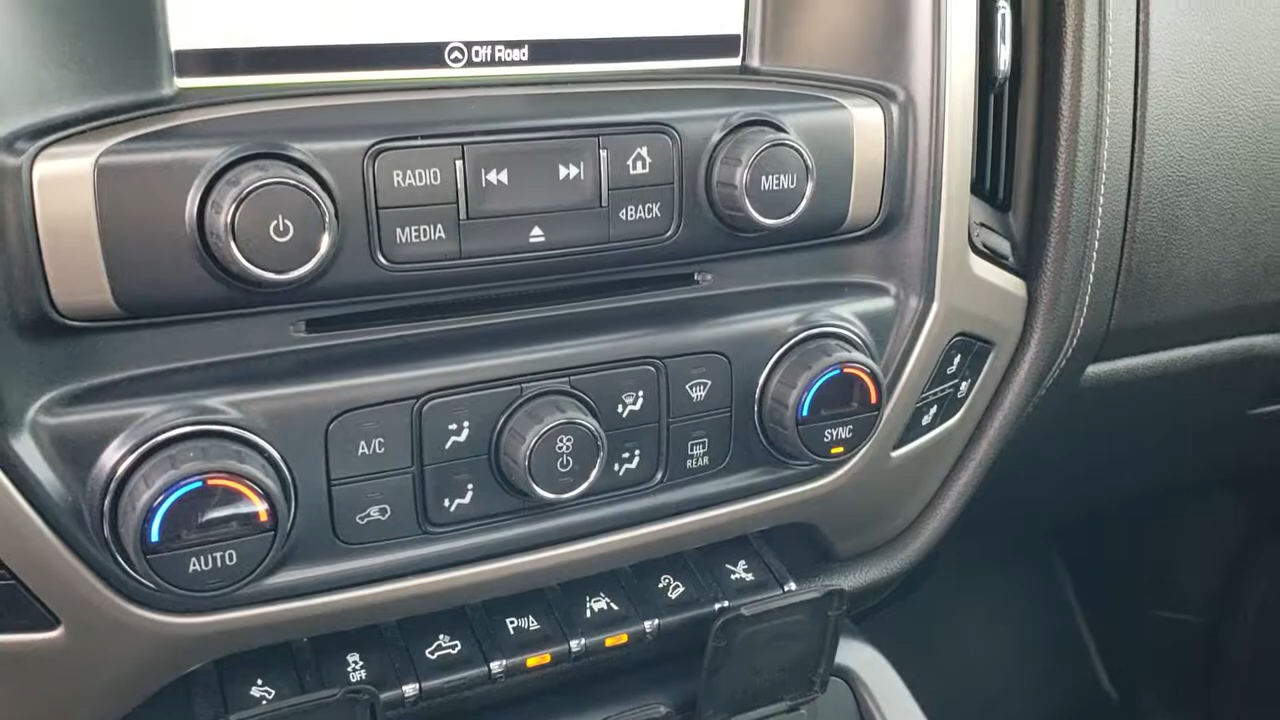 Off Road
RADIO
MEDIA
BACK
MENU
A/C
REAR
SYNC
AUTO
P
OFF